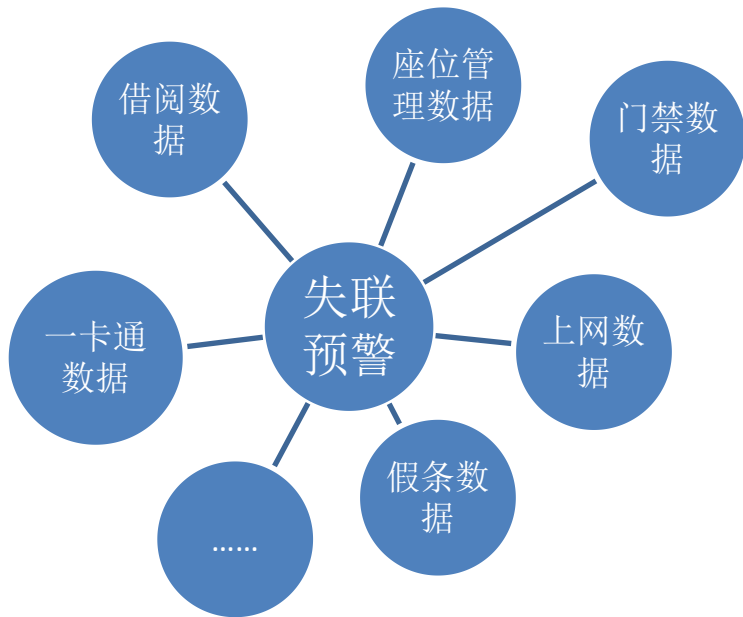 座位管
理数据
借阅数
据
门禁数
据
失联
预警
一卡通
数据
上网数
据
假条数
据
......